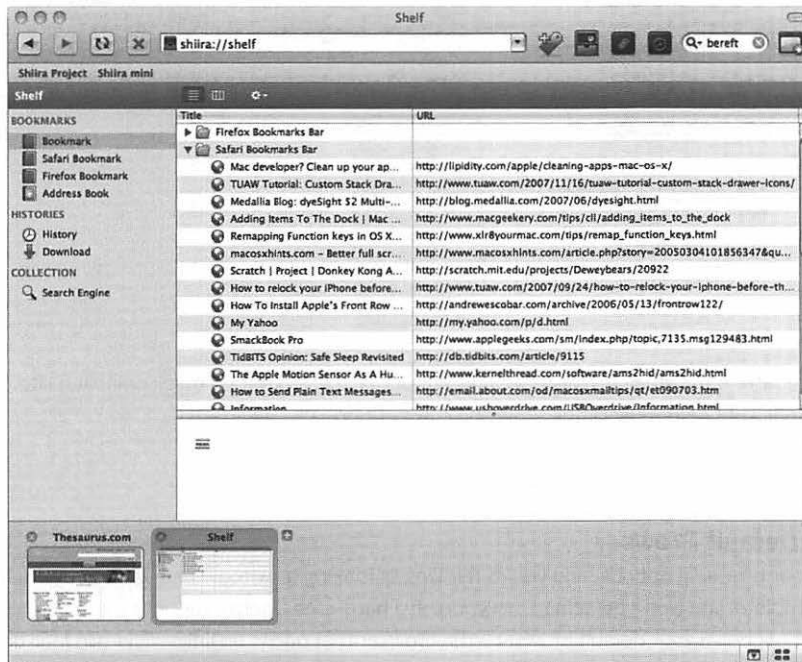 Shelf
shiira://shelf
bereft
Shiira Project Shiira mini
Shelf
Title URL
BOOKMARKS
Bookmark
Safari Bookmark
Firefox Bookmark
Address Book
HISTORIES
History
Download
COLLECTION
Search Engine
Firefox Bookmarks Bar
Safari Bookmarks Bar
Mac developer? Clean up your ap... http://lipidity.com/apple/cleaning-apps-mac-os-x/
TUAW Tutorial: Custom Stack Dra... http://www.tuaw.com/2007/11/16/tuaw-tutorial-custom-stack-drawer-icons/
Medallia Blog: dyeSight $2 Multi-... http://blog.medallia.com/2007/06/dyesight.html
Adding Items To The Dock | Mac ... http://www.macgeekery.com/tips/cli/adding_items_to_the_dock
Remapping Function keys in OS X... http://www.xlr8yourmac.com/tips/remap_function_keys.html
macosxhints.com - Better full scr... http://www.macosxhints.com/article.php?story=20050304101856347&qu...
Scratch | Project | Donkey Kong A... http://scratch.mit.edu/projects/Deweybears/20922
How to relock your iPhone before... http://www.tuaw.com/2007/09/24/how-to-relock-your-iphone-before-th...
How To Install Apple's Front Row ... http://andrewescobar.com/archive/2006/05/13/frontrow122/
My Yahoo http://my.yahoo.com/p/d.html
SmackBook Pro http://www.applegeeks.com/sm/index.php/topic,7135.msg129483.html
TidBITS Opinion: Safe Sleep Revisited http://db.tidbits.com/article/9115
The Apple Motion Sensor As A Hu... http://www.kernelthread.com/software/ams2hid/ams2hid.html
How to Send Plain Text Messages... http://email.about.com/od/macosxmailtips/qt/et090703.htm
Information http://www.usboverdrive.com/USBOverdrive/Information.html
Thesaurus.com Shelf